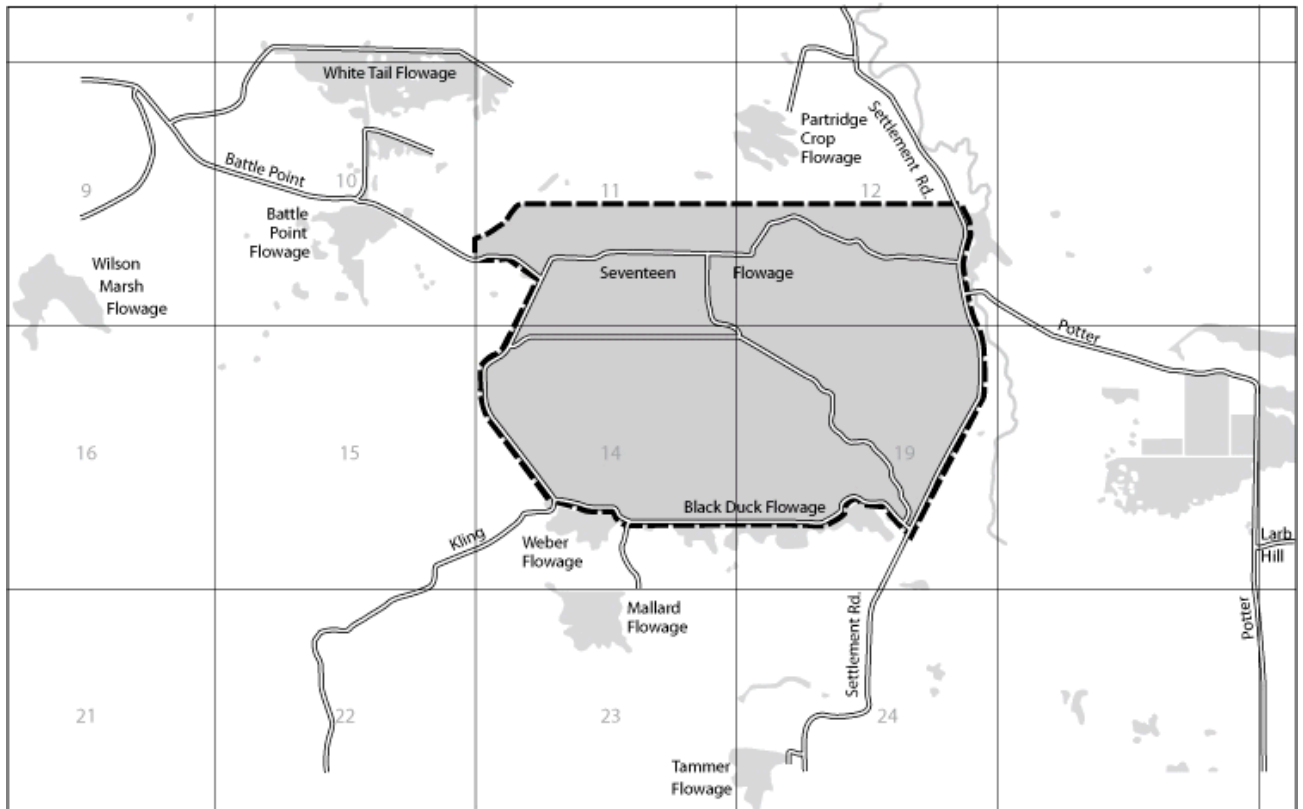 White Tail Flowage
Partridge
Crop
Flowage
Settlement Rd.
Battle Point
9
10
11
12
Battle
Point
Flowage
Wilson
Marsh
Flowage
Seventeen Flowage
Potter
16
15
14
19
Black Duck Flowage
Kling
Weber
Flowage
Larb
Hill
Mallard
Flowage
Settlement Rd.
Potter
21
22
23
24
Tammer
Flowage